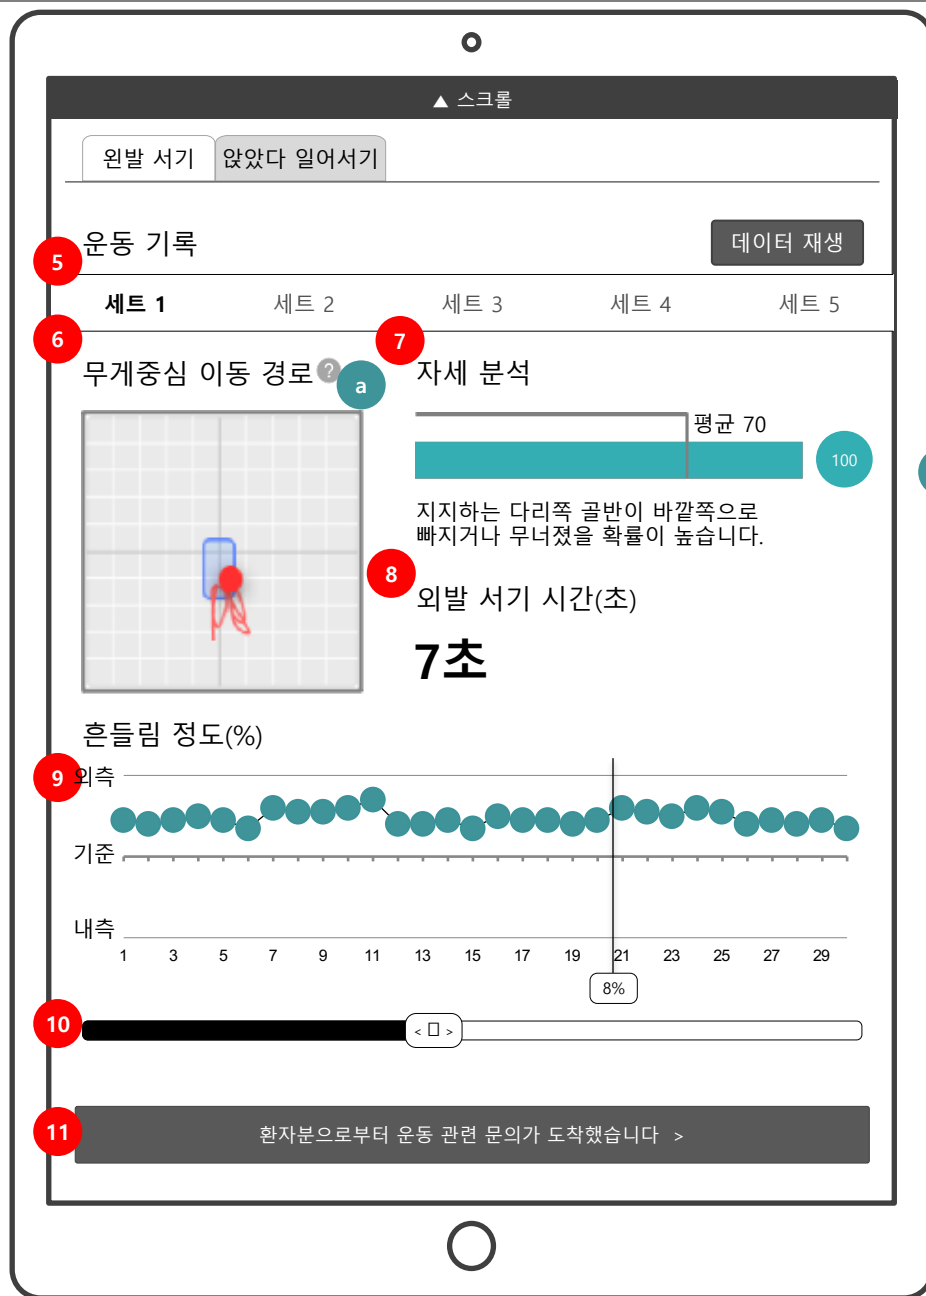 ▲ 스크롤
왼발 서기
앉았다 일어서기
5
운동 기록
데이터 재생
세트 1
세트 2
세트 3
세트 4
세트 5
6
무게중심 이동 경로
?
a
7
자세 분석
평균 70
100
지지하는 다리쪽 골반이 바깥쪽으로
빠지거나 무너졌을 확률이 높습니다.
8
외발 서기 시간(초)
7초
흔들림 정도(%)
9
외측
기준
내측
1 3 5 7 9 11 13 15 17 19 21 23 25 27 29
8%
10
< □ >
11
환자분으로부터 운동 관련 문의가 도착했습니다 >